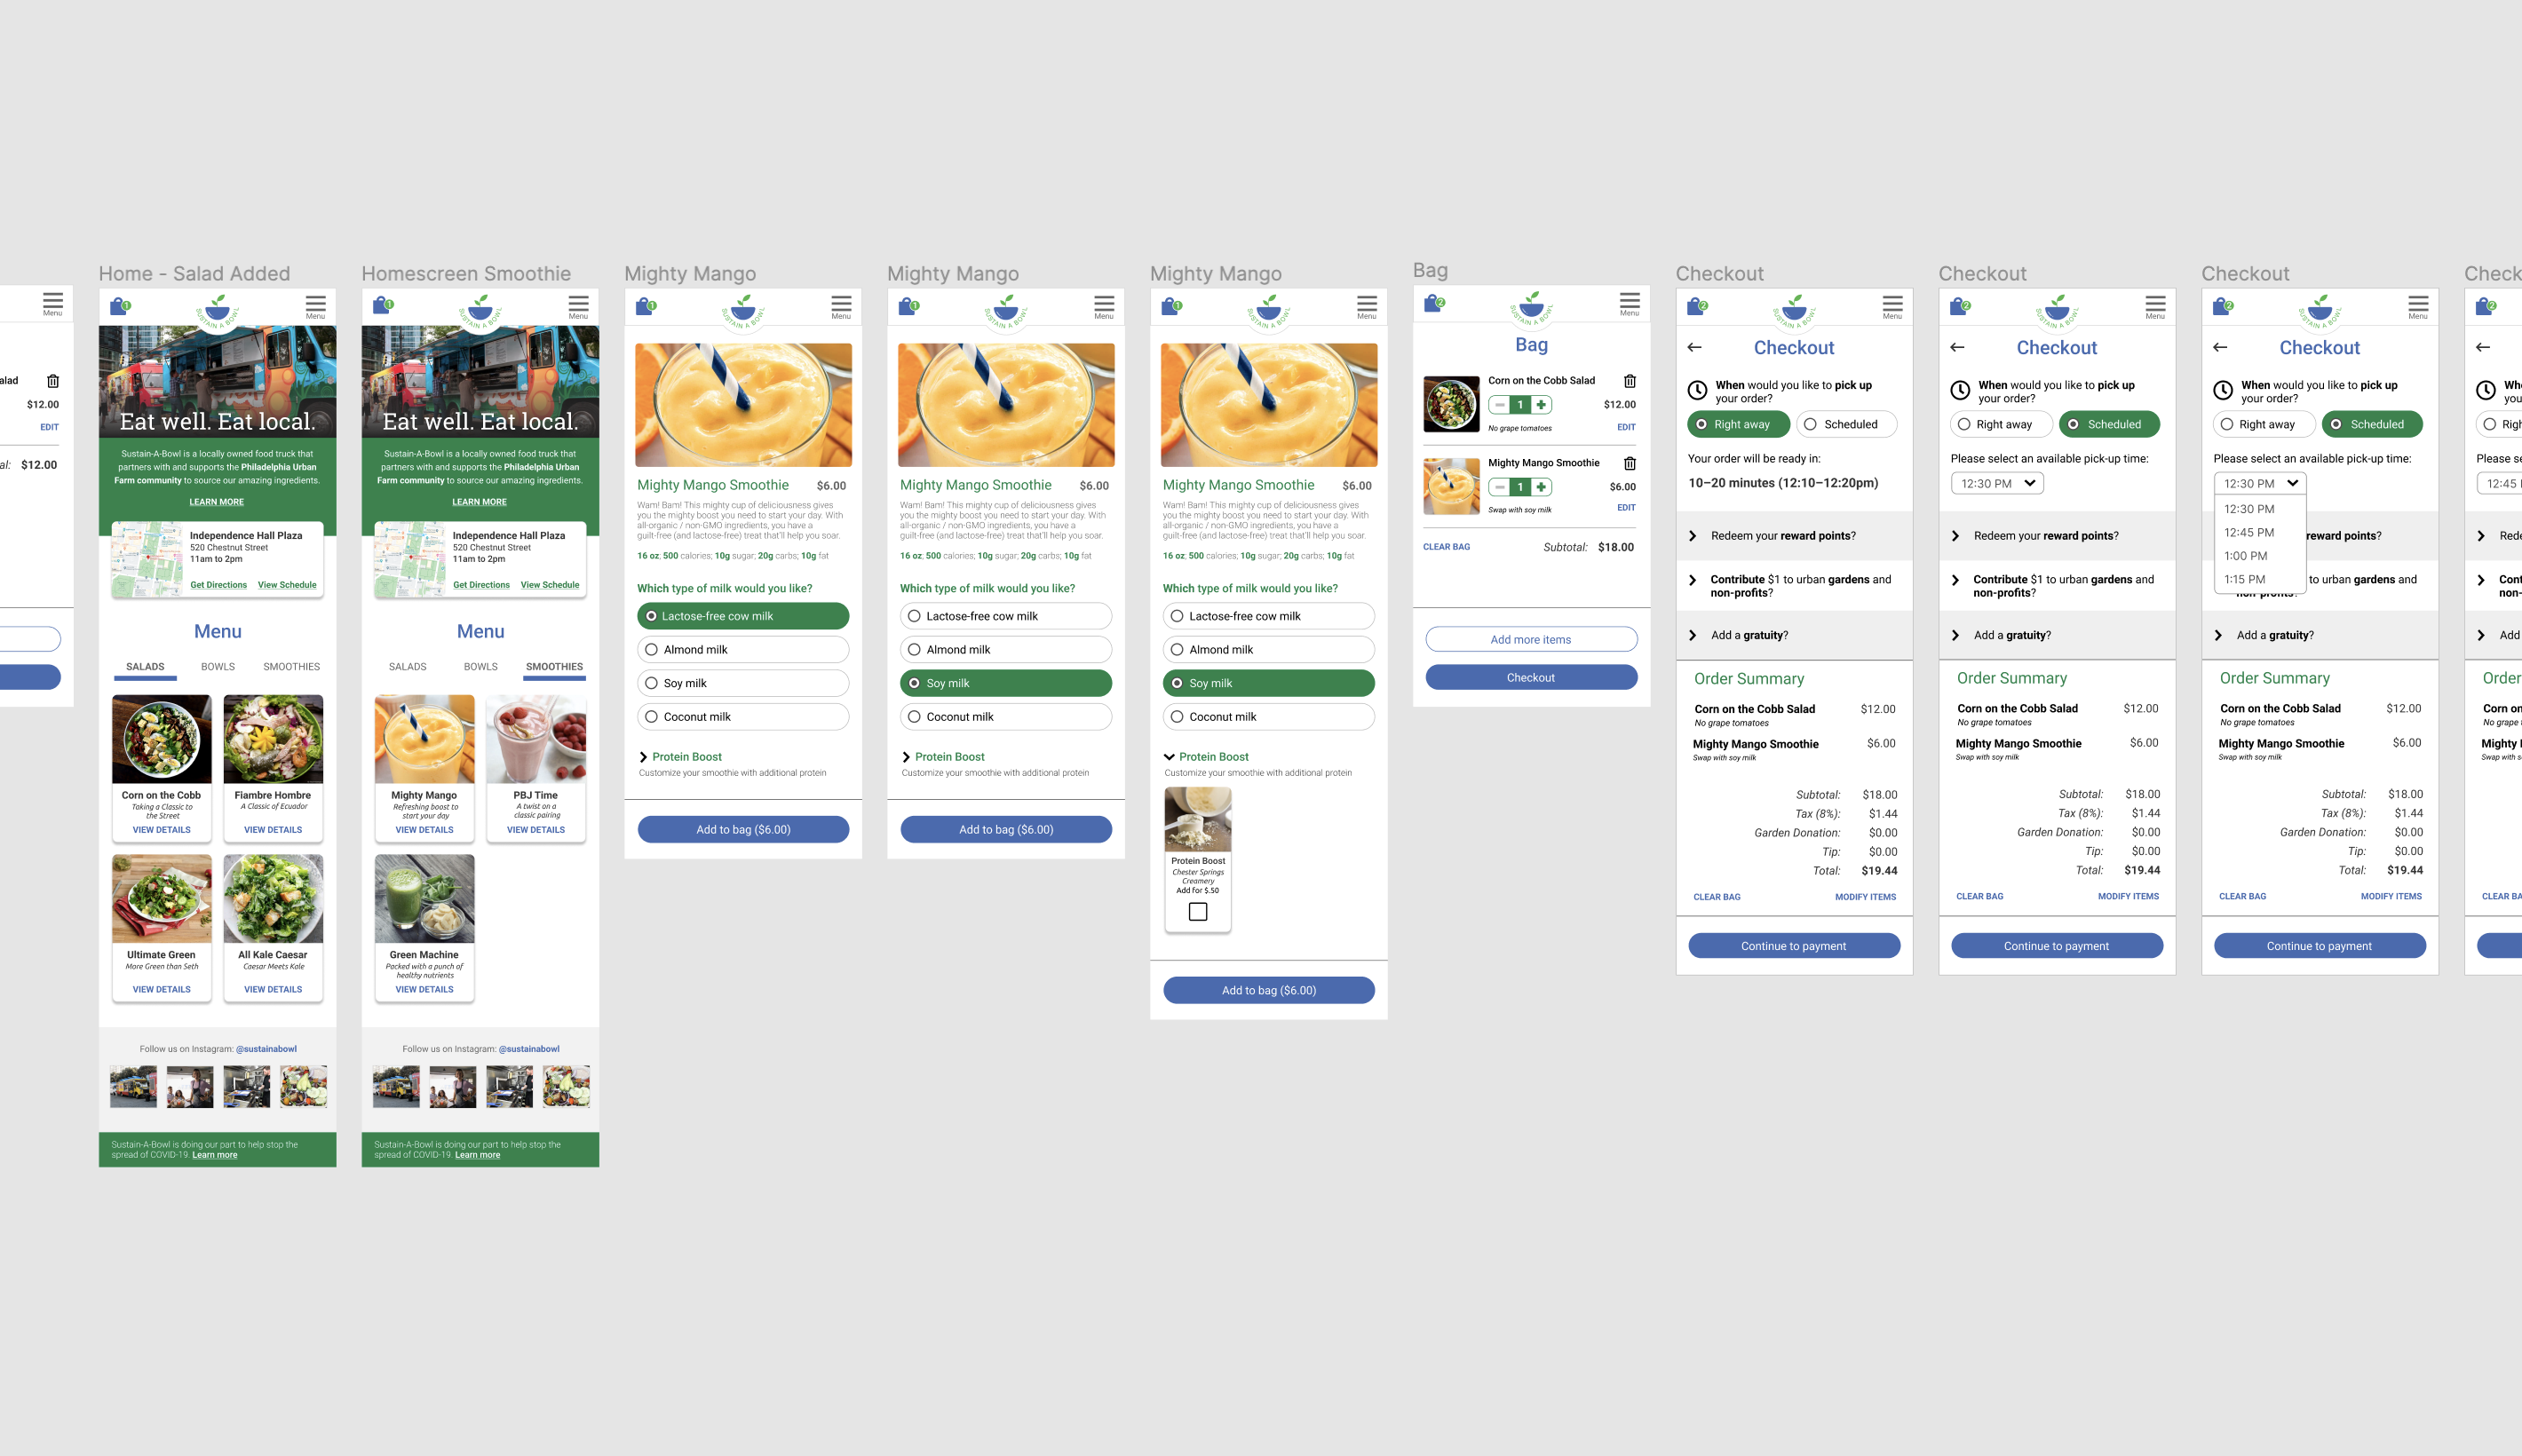 Menu
alad
$12.00
EDIT
al: $12.00
Home - Salad Added
1
SUSTAIN A BOWL
Menu
Eat well. Eat local.
Sustain-A-Bowl is a locally owned food truck that
partners with and supports the Philadelphia Urban
Farm community to source our amazing ingredients.
LEARN MORE
Independence Hall Plaza
520 Chestnut Street
11am to 2pm
Get Directions View Schedule
Menu
SALADS BOWLS SMOOTHIES
Corn on the Cobb
Taking a Classic to
the Street
VIEW DETAILS
Fiambre Hombre
A Classic of Ecuador
VIEW DETAILS
Ultimate Green
More Green than Seth
VIEW DETAILS
All Kale Caesar
Caesar Meets Kale
VIEW DETAILS
Follow us on Instagram: @sustainabowl
Sustain-A-Bowl is doing our part to help stop the
spread of COVID-19. Learn more
Homescreen Smoothie
1
SUSTAIN A BOWL
Menu
Eat well. Eat local.
Sustain-A-Bowl is a locally owned food truck that
partners with and supports the Philadelphia Urban
Farm community to source our amazing ingredients.
LEARN MORE
Independence Hall Plaza
520 Chestnut Street
11am to 2pm
Get Directions View Schedule
Menu
SALADS BOWLS SMOOTHIES
Mighty Mango
Refreshing boost to
start your day
VIEW DETAILS
PBJ Time
A twist on a
classic pairing
VIEW DETAILS
Green Machine
Packed with a punch of
healthy nutrients
VIEW DETAILS
Follow us on Instagram: @sustainabowl
Sustain-A-Bowl is doing our part to help stop the
spread of COVID-19. Learn more
Mighty Mango
1
SUSTAIN A BOWL
Menu
Mighty Mango Smoothie $6.00
Wam! Bam! This mighty cup of deliciousness gives
you the mighty boost you need to start your day. With
all-organic / non-GMO ingredients, you have a
guilt-free (and lactose-free) treat that'll help you soar.
16 oz; 500 calories; 10g sugar; 20g carbs; 10g fat
Which type of milk would you like?
Lactose-free cow milk
Almond milk
Soy milk
Coconut milk
Protein Boost
Customize your smoothie with additional protein
Add to bag ($6.00)
Mighty Mango
1
SUSTAIN A BOWL
Menu
Mighty Mango Smoothie $6.00
Wam! Bam! This mighty cup of deliciousness gives
you the mighty boost you need to start your day. With
all-organic / non-GMO ingredients, you have a
guilt-free (and lactose-free) treat that'll help you soar.
16 oz; 500 calories; 10g sugar; 20g carbs; 10g fat
Which type of milk would you like?
Lactose-free cow milk
Almond milk
Soy milk
Coconut milk
Protein Boost
Customize your smoothie with additional protein
Add to bag ($6.00)
Mighty Mango
1
SUSTAIN A BOWL
Menu
Mighty Mango Smoothie $6.00
Wam! Bam! This mighty cup of deliciousness gives
you the mighty boost you need to start your day. With
all-organic / non-GMO ingredients, you have a
guilt-free (and lactose-free) treat that'll help you soar.
16 oz; 500 calories; 10g sugar; 20g carbs; 10g fat
Which type of milk would you like?
Lactose-free cow milk
Almond milk
Soy milk
Coconut milk
Protein Boost
Customize your smoothie with additional protein
Protein Boost
Chester Springs
Creamery
Add for $.50
Add to bag ($6.00)
Bag
2
SUSTAIN A BOWL
Menu
Bag
Corn on the Cobb Salad
1 $12.00
No grape tomatoes EDIT
Mighty Mango Smoothie
1 $6.00
Swap with soy milk EDIT
CLEAR BAG Subtotal: $18.00
Add more items
Checkout
Checkout
2
SUSTAIN A BOWL
Menu
Checkout
When would you like to pick up
your order?
Right away Scheduled
Your order will be ready in:
10–20 minutes (12:10–12:20pm)
Redeem your reward points?
Contribute $1 to urban gardens and
non-profits?
Add a gratuity?
Order Summary
Corn on the Cobb Salad $12.00
No grape tomatoes
Mighty Mango Smoothie $6.00
Swap with soy milk
Subtotal: $18.00
Tax (8%): $1.44
Garden Donation: $0.00
Tip: $0.00
Total: $19.44
CLEAR BAG MODIFY ITEMS
Continue to payment
Checkout
2
SUSTAIN A BOWL
Menu
Checkout
When would you like to pick up
your order?
Right away Scheduled
Please select an available pick-up time:
12:30 PM
Redeem your reward points?
Contribute $1 to urban gardens and
non-profits?
Add a gratuity?
Order Summary
Corn on the Cobb Salad $12.00
No grape tomatoes
Mighty Mango Smoothie $6.00
Swap with soy milk
Subtotal: $18.00
Tax (8%): $1.44
Garden Donation: $0.00
Tip: $0.00
Total: $19.44
CLEAR BAG MODIFY ITEMS
Continue to payment
Checkout
2
SUSTAIN A BOWL
Menu
Checkout
When would you like to pick up
your order?
Right away Scheduled
Please select an available pick-up time:
12:30 PM
12:30 PM
12:45 PM
1:00 PM
1:15 PM
reward points?
to urban gardens and
non-profits?
Add a gratuity?
Order Summary
Corn on the Cobb Salad $12.00
No grape tomatoes
Mighty Mango Smoothie $6.00
Swap with soy milk
Subtotal: $18.00
Tax (8%): $1.44
Garden Donation: $0.00
Tip: $0.00
Total: $19.44
CLEAR BAG MODIFY ITEMS
Continue to payment
Check
2
Wh
you
Righ
Please se
12:45
Rede
Cont
non-
Add
Order
Corn on
No grape
Mighty
Swap with s
CLEAR BA